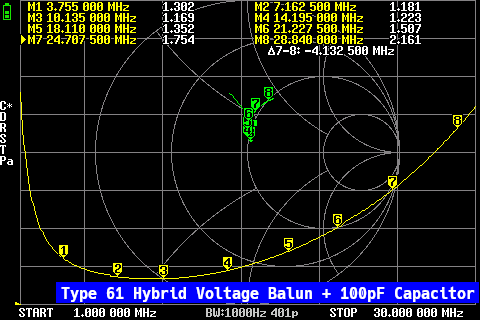 M1 3.755 000 MHz 1.302 M2 7:162 500 MHz 1.181
M3 10.135 000 MHz 1.169 M4 14.195 000 MHz 1.223
M5 18.110 000 MHz 1.352 M6 21.227 500 MHz 1.507
M7 24.707 500 MHz 1.754 M8 28.840 000 MHz 2.161
Δ7-8: -4.132 500 MHz
C*
D
R
S
T
Pa
8
7
6
1
8
7
6
5
4
3
2
1
Type 61 Hybrid Voltage Balun + 100pF Capacitor
START 1.000 000 MHz BW:1000Hz 401p STOP 30.000 000 MHz